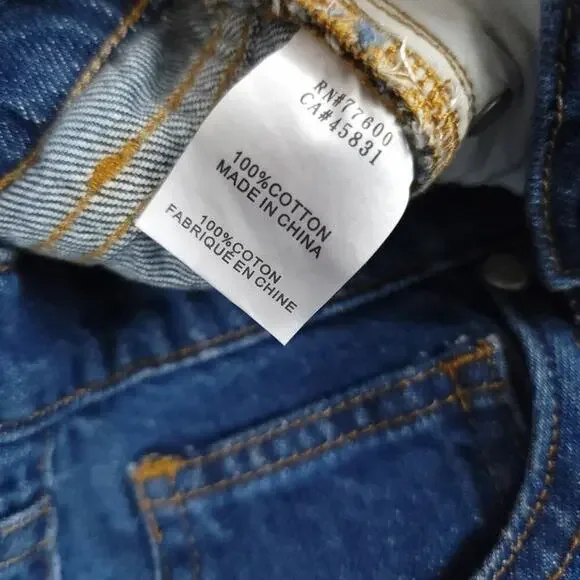 RN#77600
CA#45831
100%COTTON
MADE IN CHINA
100%COTON
FABRIQUÉ EN CHINE